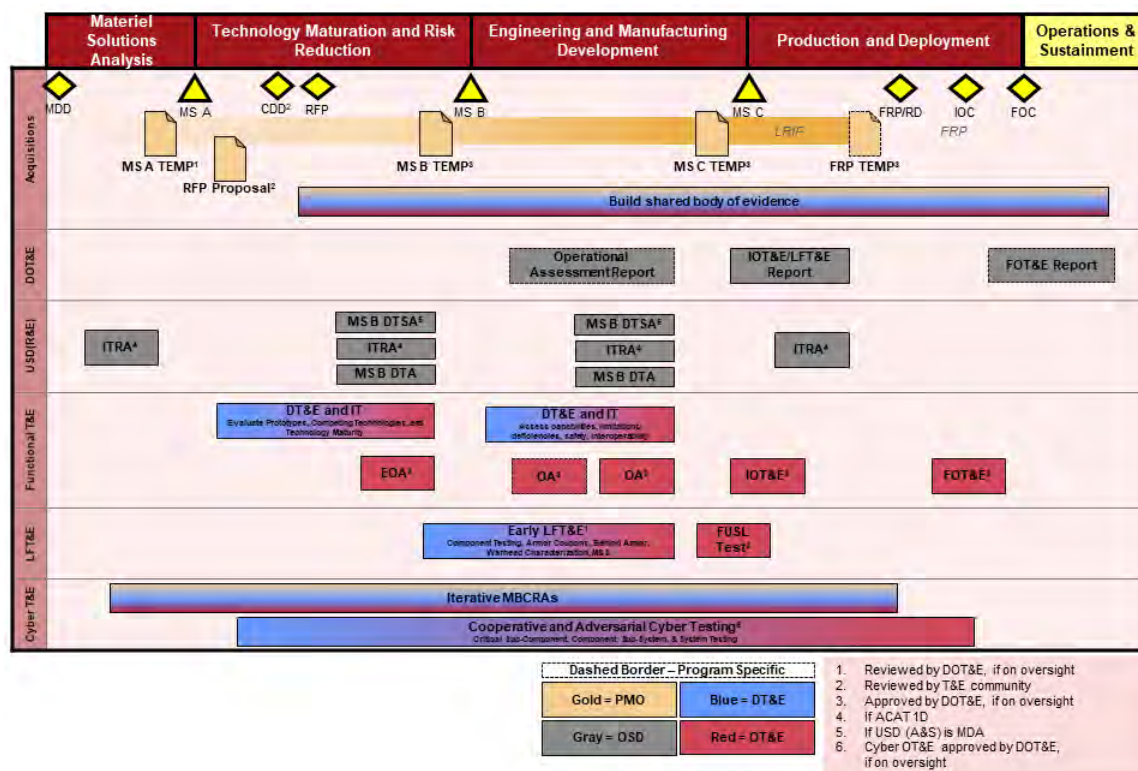 Materiel
Solutions
Analysis
Technology Maturation and Risk
Reduction
Engineering and Manufacturing
Development
Production and Deployment
Operations &
Sustainment
Acquisitions
MDD
MS A
CDD²
RFP
MS B
MS C
FRP/RD
IOC
FOC
LRIP
FRP
MS A TEMP¹
RFP Proposal²
MS B TEMP³
MS C TEMP³
FRP TEMP³
Build shared body of evidence
DOT&E
Operational
Assessment Report
IOT&E/LFT&E
Report
FOT&E Report
USD(R&E)
ITRA⁴
MS B DTSA⁵
ITRA⁴
MS B DTA
MS B DTSA⁵
ITRA⁴
MS B DTA
ITRA⁴
Functional T&E
DT&E and IT
Evaluate Prototypes, Competing Technologies, and
Technology Maturity
DT&E and IT
Assess capabilities, limitations,
deficiencies, safety, interoperability
EOA³
OA³
OA³
IOT&E³
FOT&E³
LFT&E
Early LFT&E¹
Component Testing, Armor Coupons, Behind Armor,
Warhead Characterization, M&S
FUSL
Test³
Cyber T&E
Iterative MBCRAs
Cooperative and Adversarial Cyber Testing⁶
Critical Sub-Component, Component, Sub-System, & System Testing
Dashed Border – Program Specific
Gold = PMO
Blue = DT&E
Gray = OSD
Red = OT&E
1. Reviewed by DOT&E, if on oversight
2. Reviewed by T&E community
3. Approved by DOT&E, if on oversight
4. If ACAT 1D
5. If USD (A&S) is MDA
6. Cyber OT&E approved by DOT&E,
if on oversight